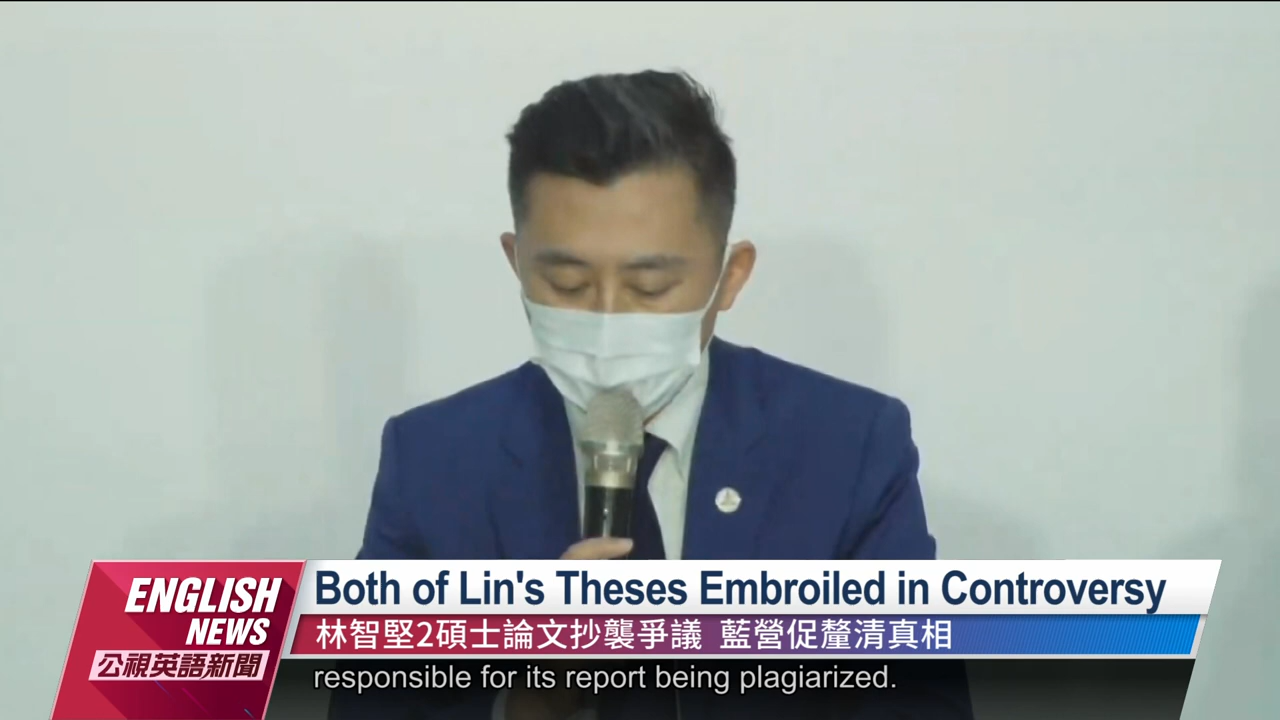 Both of Lin's Theses Embroiled in Controversy
ENGLISH
NEWS
林智堅2碩士論文抄襲爭議 藍營促釐清真相
公視英語新聞
responsible for its report being plagiarized.